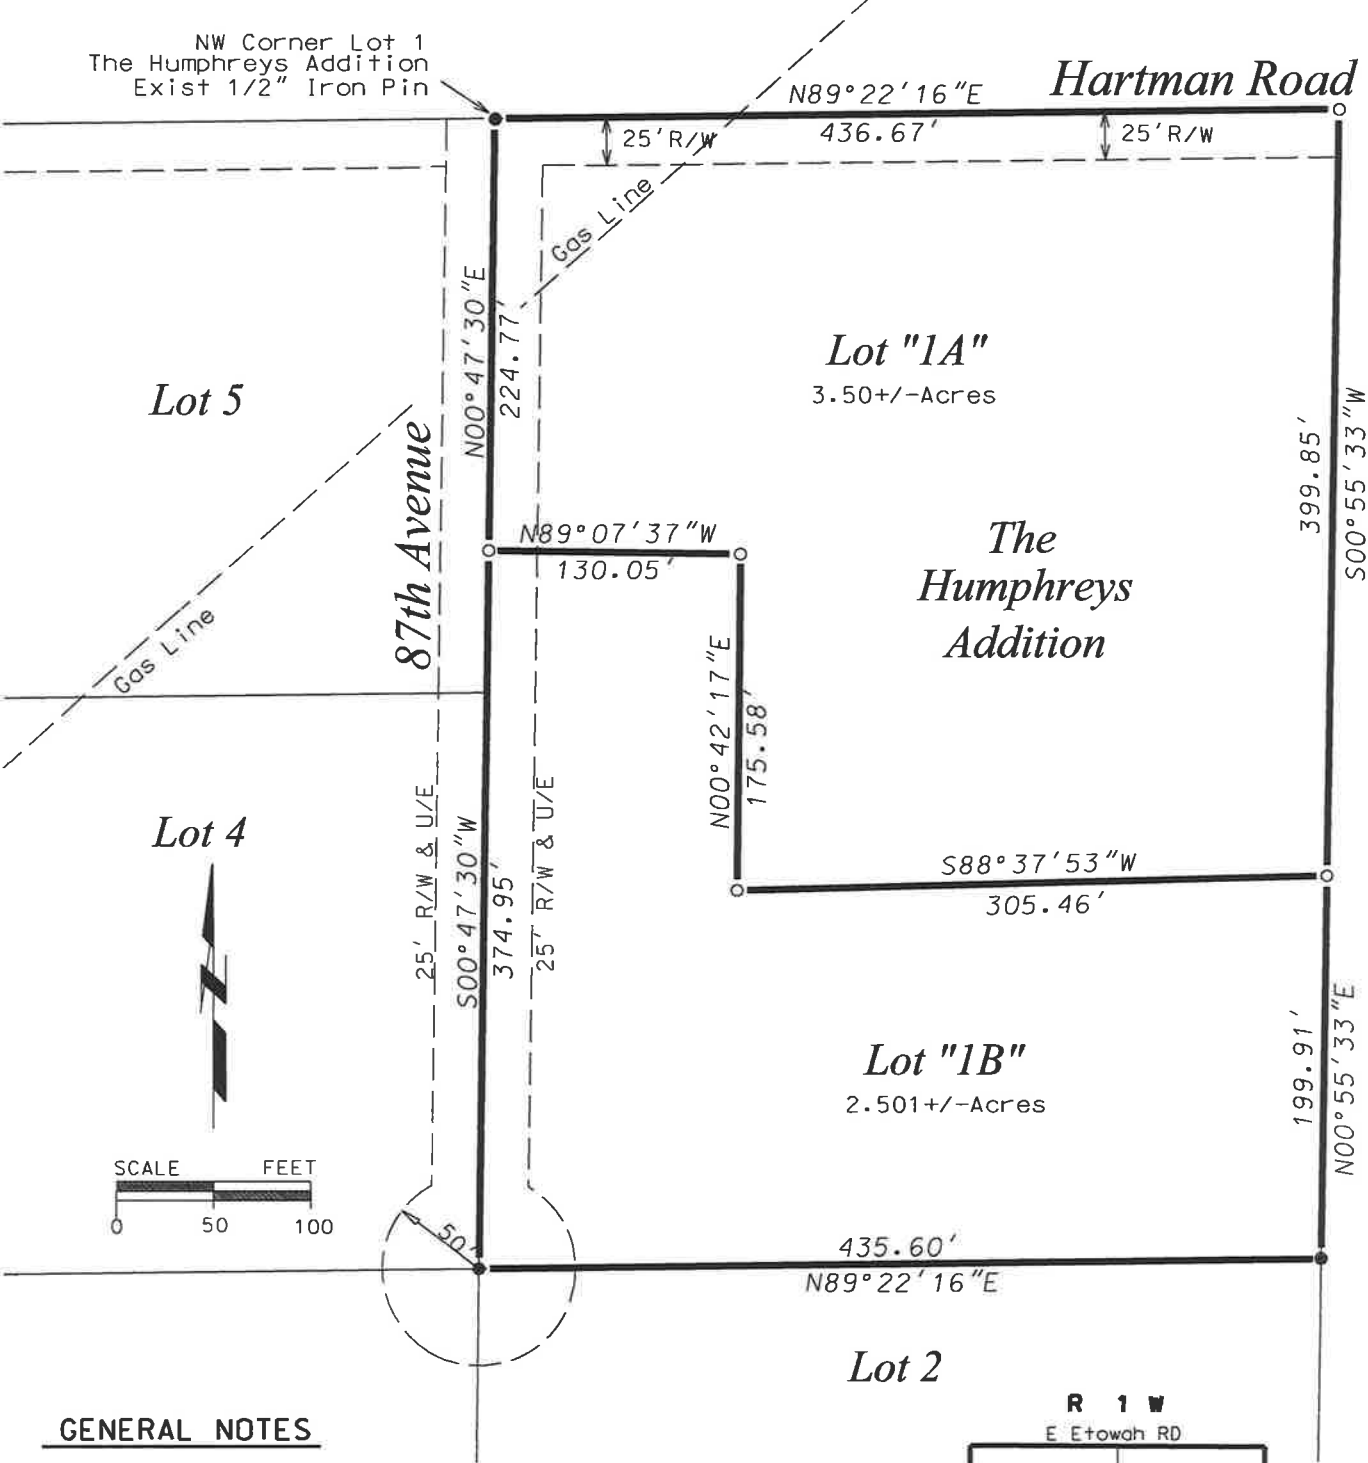 NW Corner Lot 1
The Humphreys Addition
Exist 1/2" Iron Pin
Hartman Road
N89°22'16"E
436.67'
25'R/W
25'R/W
Gas Line
N00°47'30"E
224.77'
Lot "1A"
3.50+/-Acres
Lot 5
87th Avenue
399.85'
S00°55'33"W
N89°07'37"W
130.05'
The
Humphreys
Addition
Gas Line
N00°42'17"E
175.58'
Lot 4
25' R/W & U/E
S00°47'30"W
374.95'
25' R/W & U/E
S88°37'53"W
305.46'
Lot "1B"
2.501+/-Acres
199.91'
N00°55'33"E
SCALE FEET
0 50 100
50'
435.60'
N89°22'16"E
Lot 2
GENERAL NOTES
R 1 W
E Etowah RD